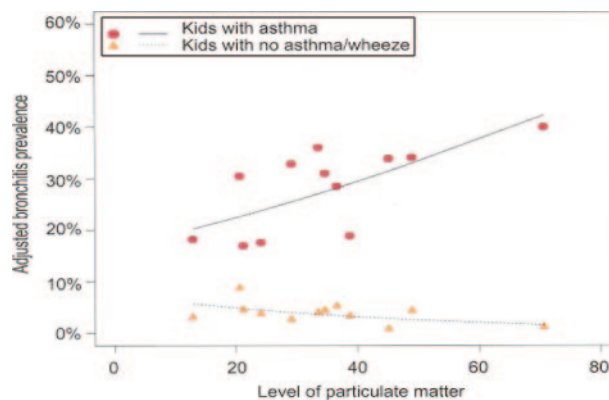 Kids with asthma
Kids with no asthma/wheeze
Adjusted bronchitis prevalence
60%
50%
40%
30%
20%
10%
0%
0 20 40 60 80
Level of particulate matter